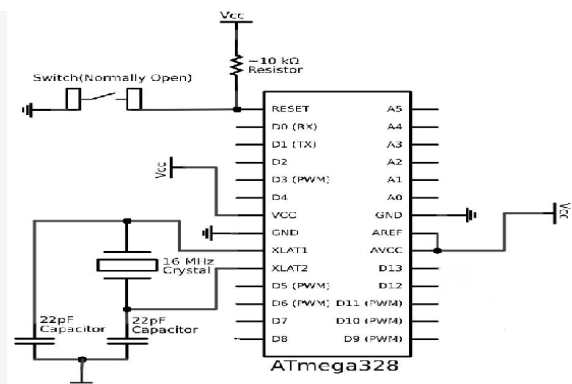 Vcc
~10 kΩ
Resistor
Switch(Normally Open)
RESET
D0 (RX)
D1 (TX)
D2
D3 (PWM)
D4
VCC
GND
XLAT1
XLAT2
D5 (PWM)
D6 (PWM)
D7
D8
A5
A4
A3
A2
A1
A0
GND
AREF
AVCC
D13
D12
D11 (PWM)
D10 (PWM)
D9 (PWM)
Vcc
Vcc
16 MHz
Crystal
22pF
Capacitor
22pF
Capacitor
ATmega328